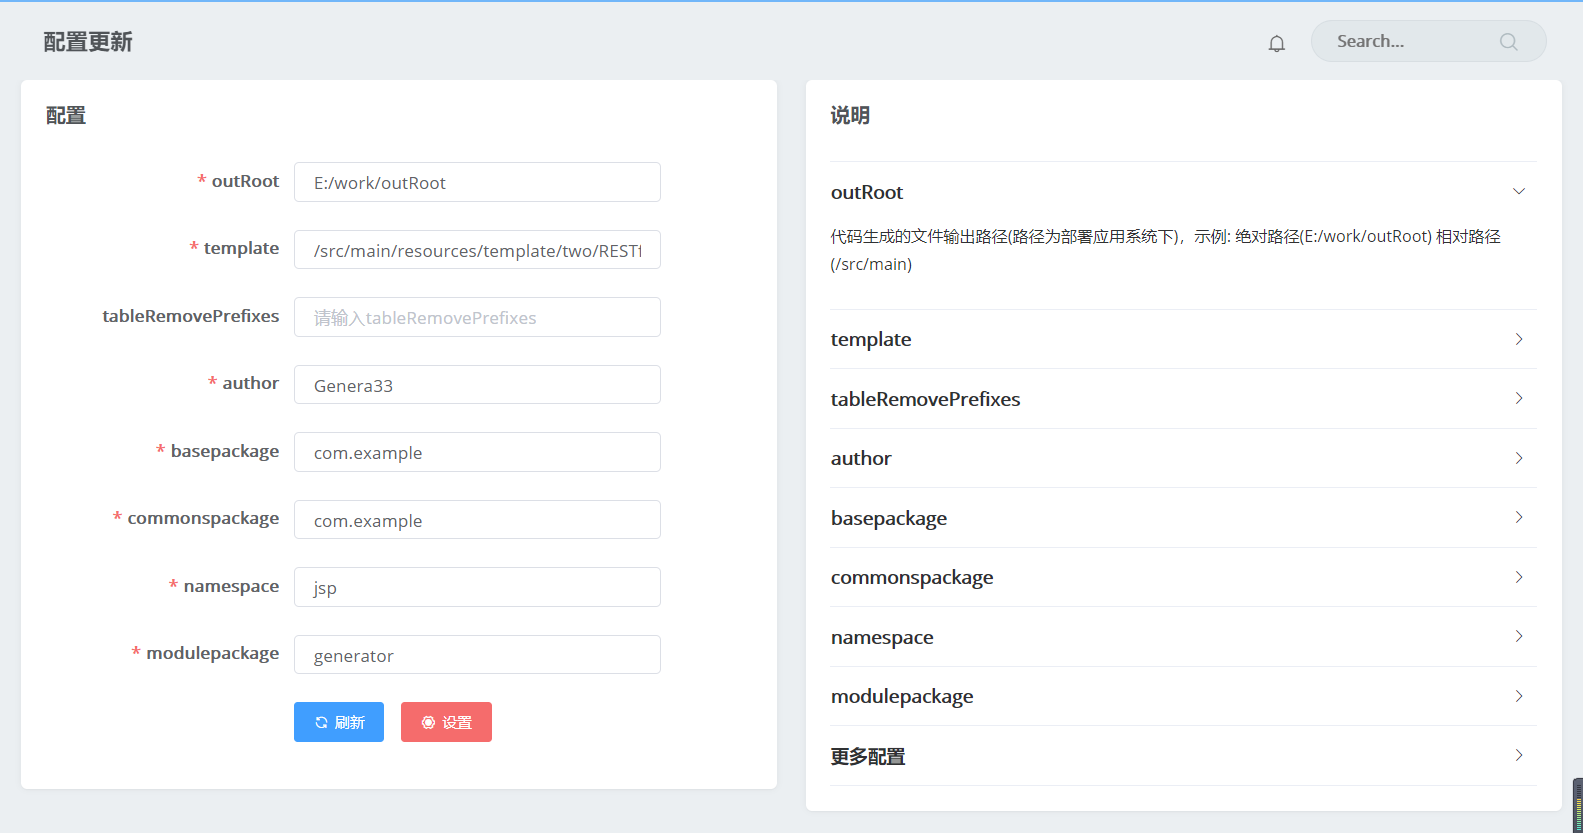 配置更新
Search...
配置
* outRoot
E:/work/outRoot
* template
/src/main/resources/template/two/REST
tableRemovePrefixes
请输入tableRemovePrefixes
* author
Genera33
* basepackage
com.example
* commonspackage
com.example
* namespace
jsp
* modulepackage
generator
刷新
设置
说明
outRoot
代码生成的文件输出路径(路径为部署应用系统下)，示例: 绝对路径(E:/work/outRoot) 相对路径
(/src/main)
template
tableRemovePrefixes
author
basepackage
commonspackage
namespace
modulepackage
更多配置